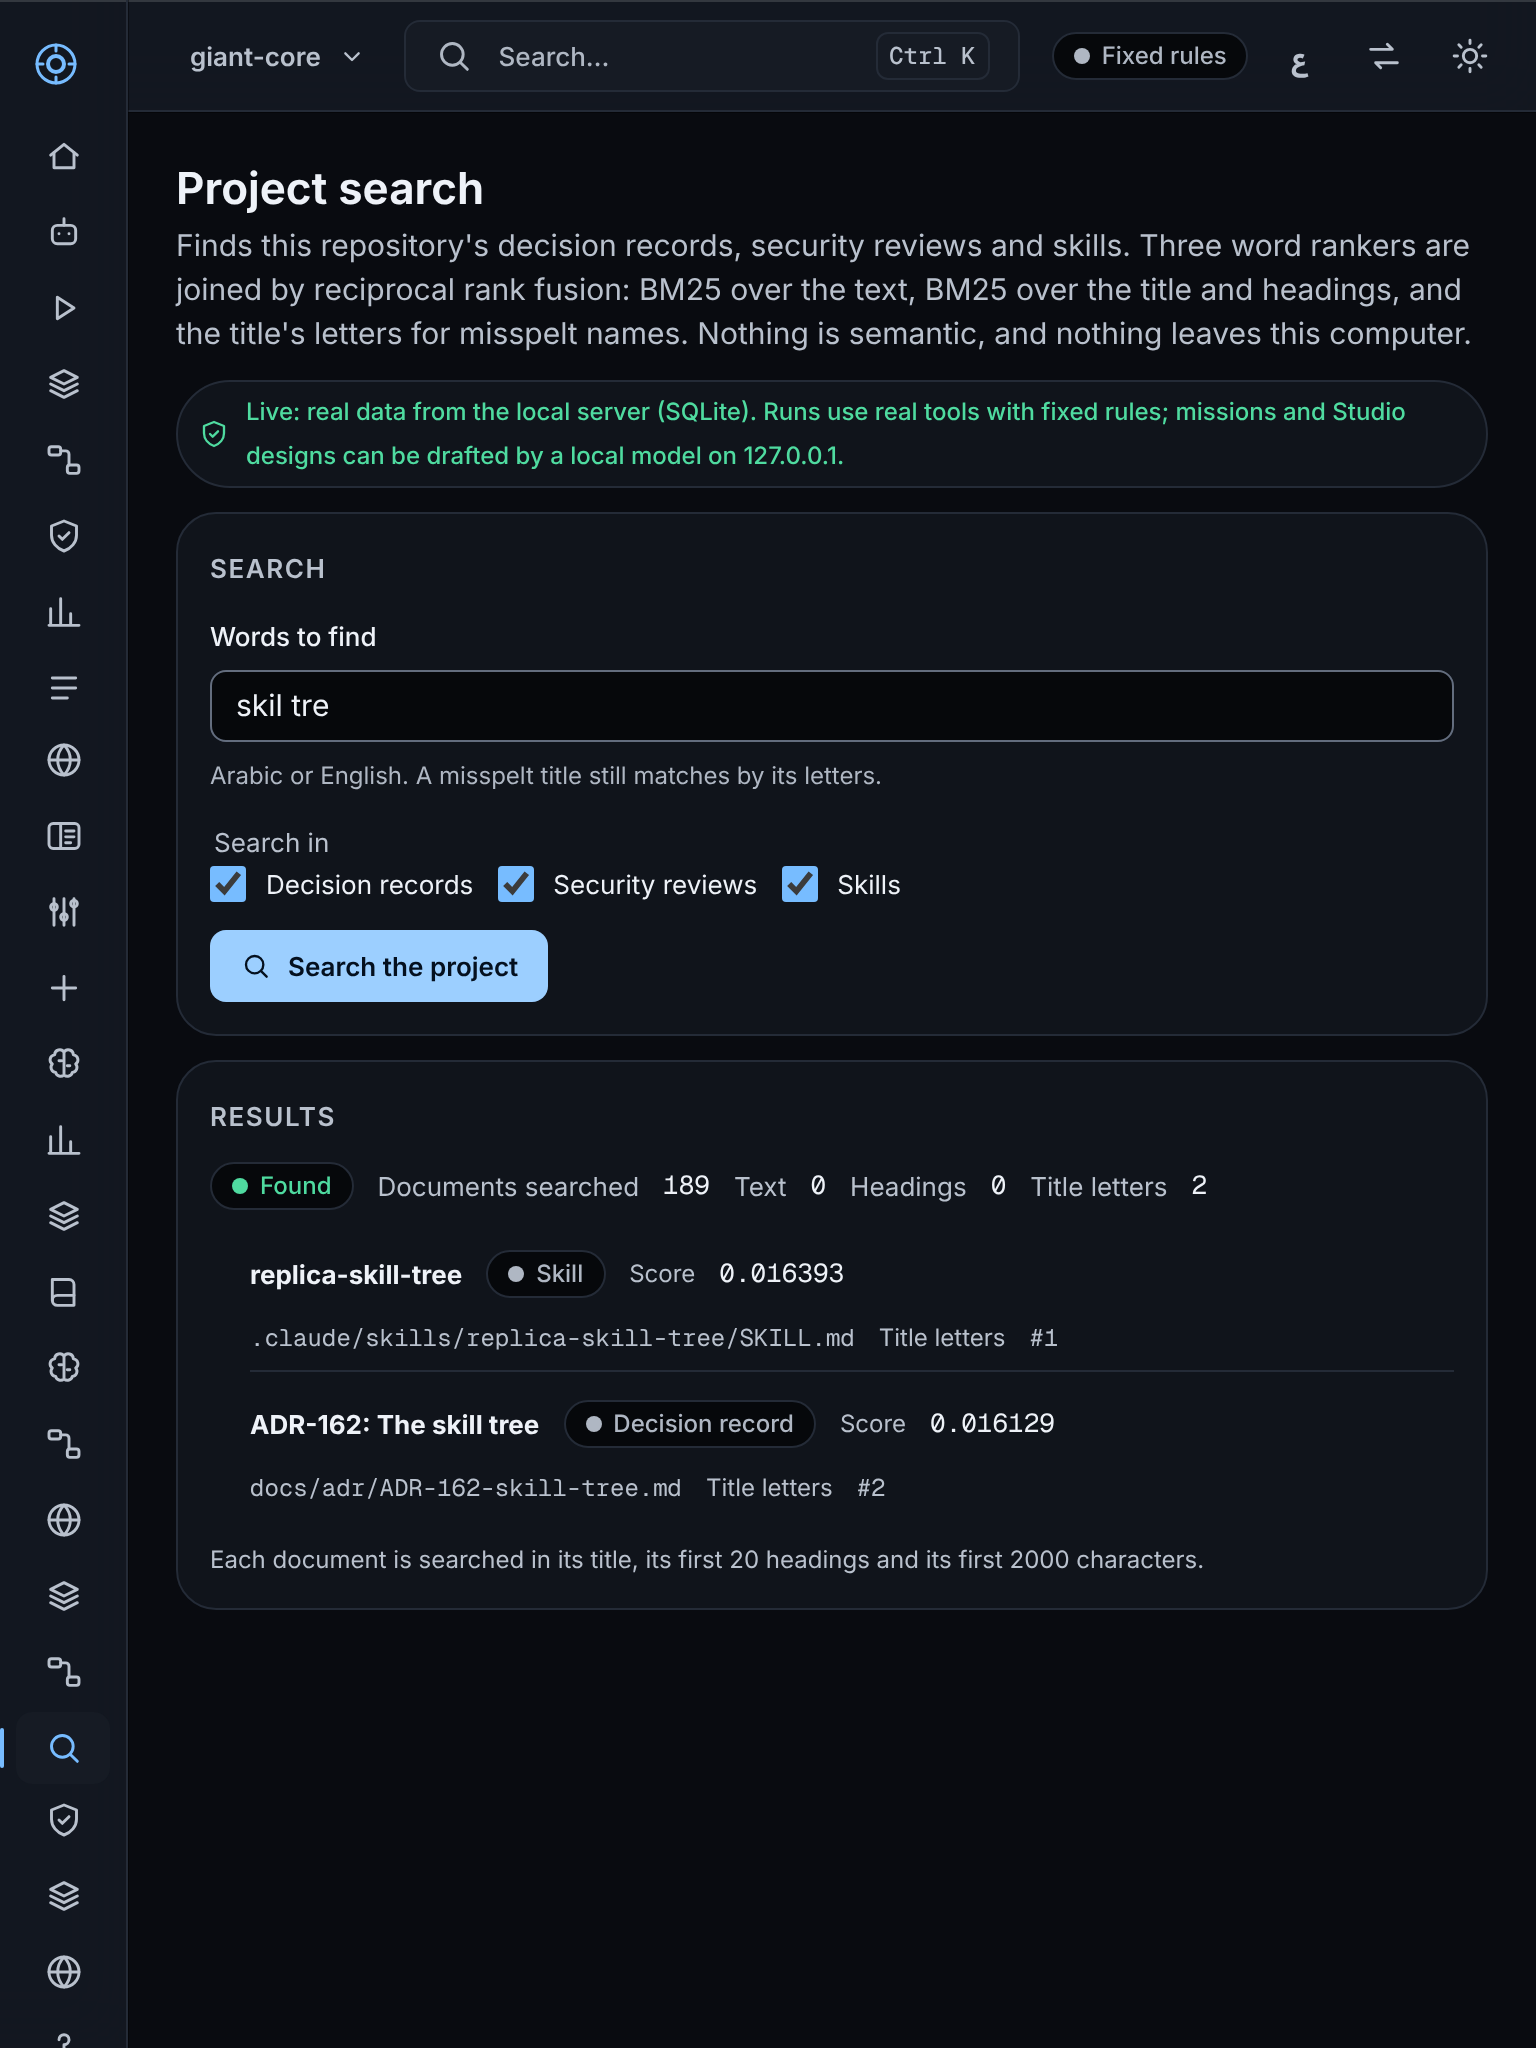 giant-core
Search...
Ctrl K
Fixed rules
ع
Project search
Finds this repository's decision records, security reviews and skills. Three word rankers are
joined by reciprocal rank fusion: BM25 over the text, BM25 over the title and headings, and
the title's letters for misspelt names. Nothing is semantic, and nothing leaves this computer.
Live: real data from the local server (SQLite). Runs use real tools with fixed rules; missions and Studio
designs can be drafted by a local model on 127.0.0.1.
SEARCH
Words to find
skil tre
Arabic or English. A misspelt title still matches by its letters.
Search in
Decision records Security reviews Skills
Search the project
RESULTS
Found Documents searched 189 Text 0 Headings 0 Title letters 2
replica-skill-tree Skill Score 0.016393
.claude/skills/replica-skill-tree/SKILL.md Title letters #1
ADR-162: The skill tree Decision record Score 0.016129
docs/adr/ADR-162-skill-tree.md Title letters #2
Each document is searched in its title, its first 20 headings and its first 2000 characters.